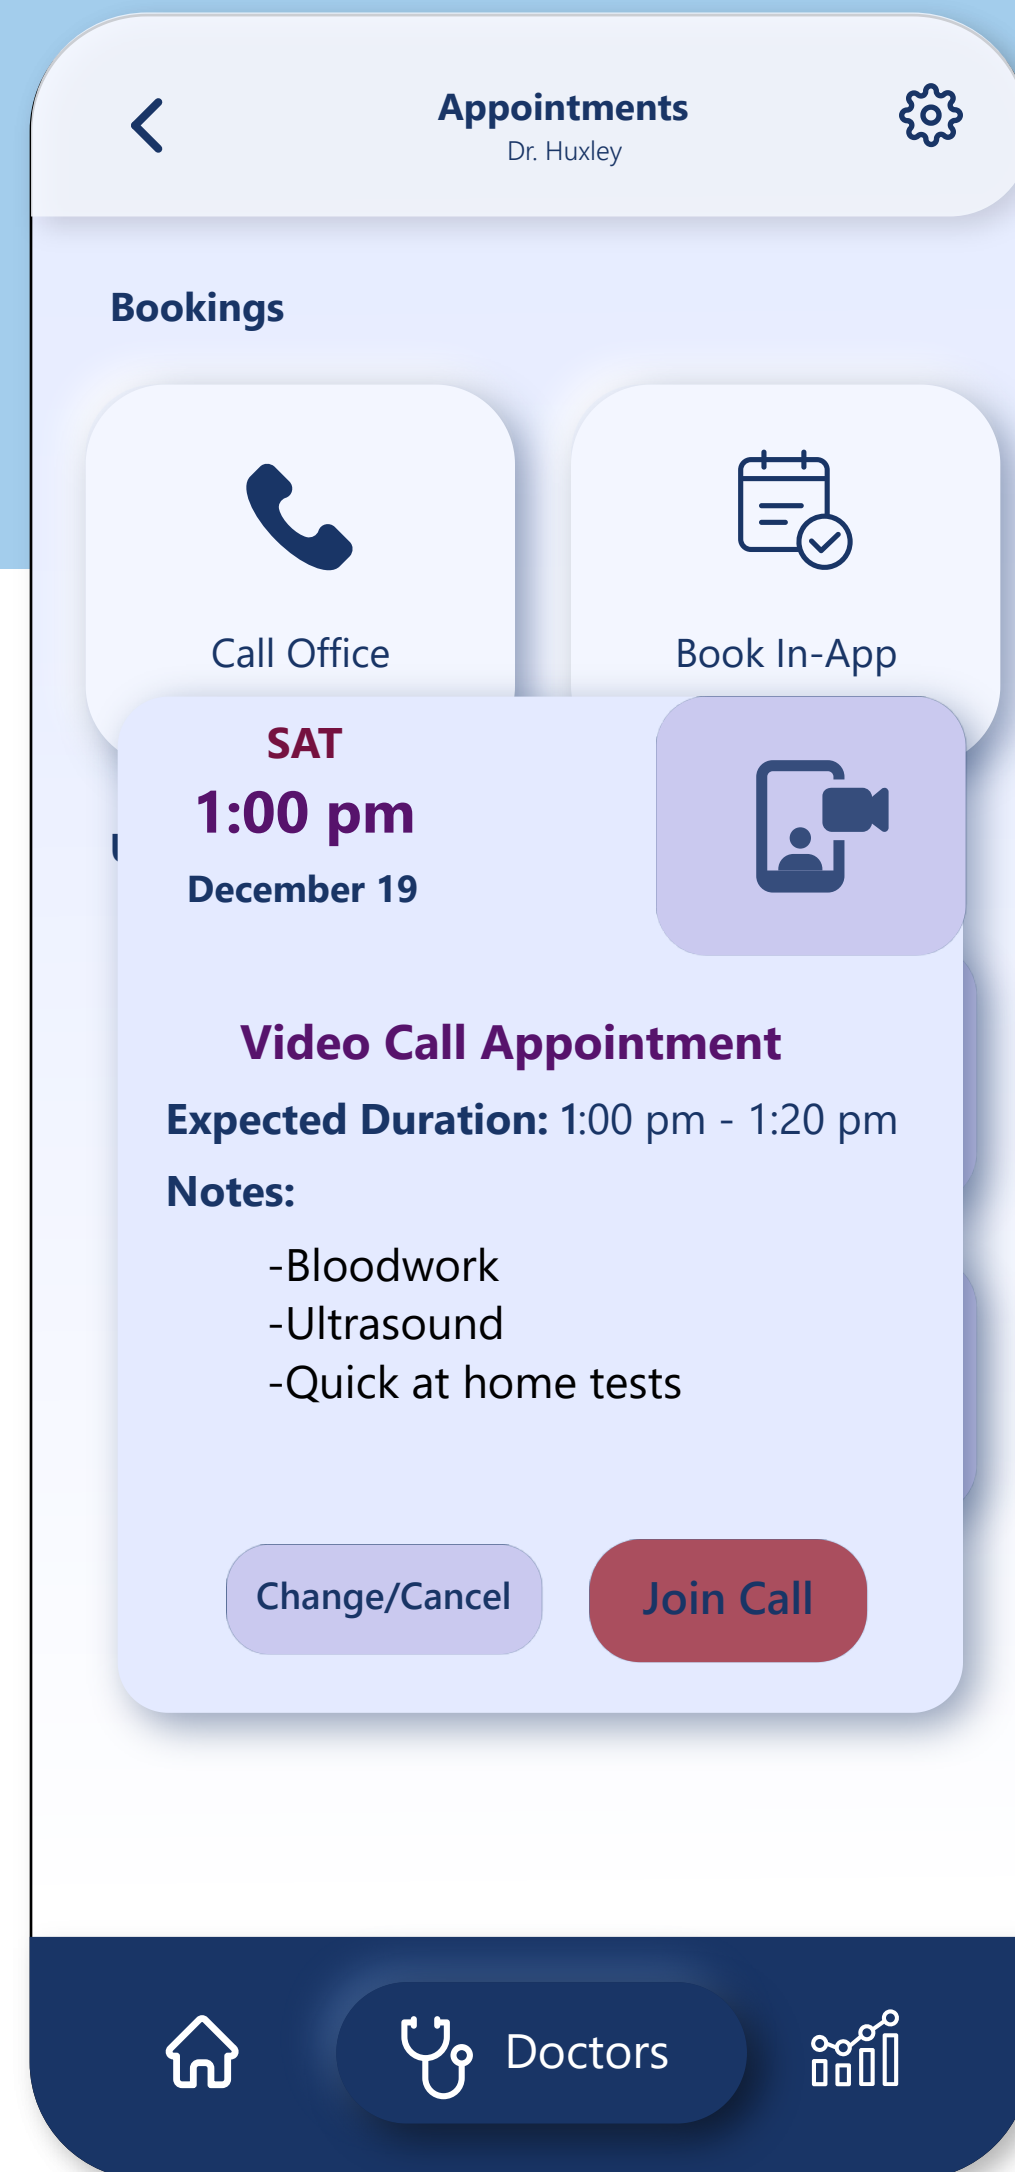 Appointments
Dr. Huxley
Bookings
Call Office
Book In-App
SAT
1:00 pm
December 19
Video Call Appointment
Expected Duration: 1:00 pm - 1:20 pm
Notes:
-Bloodwork
-Ultrasound
-Quick at home tests
Change/Cancel
Join Call
Doctors